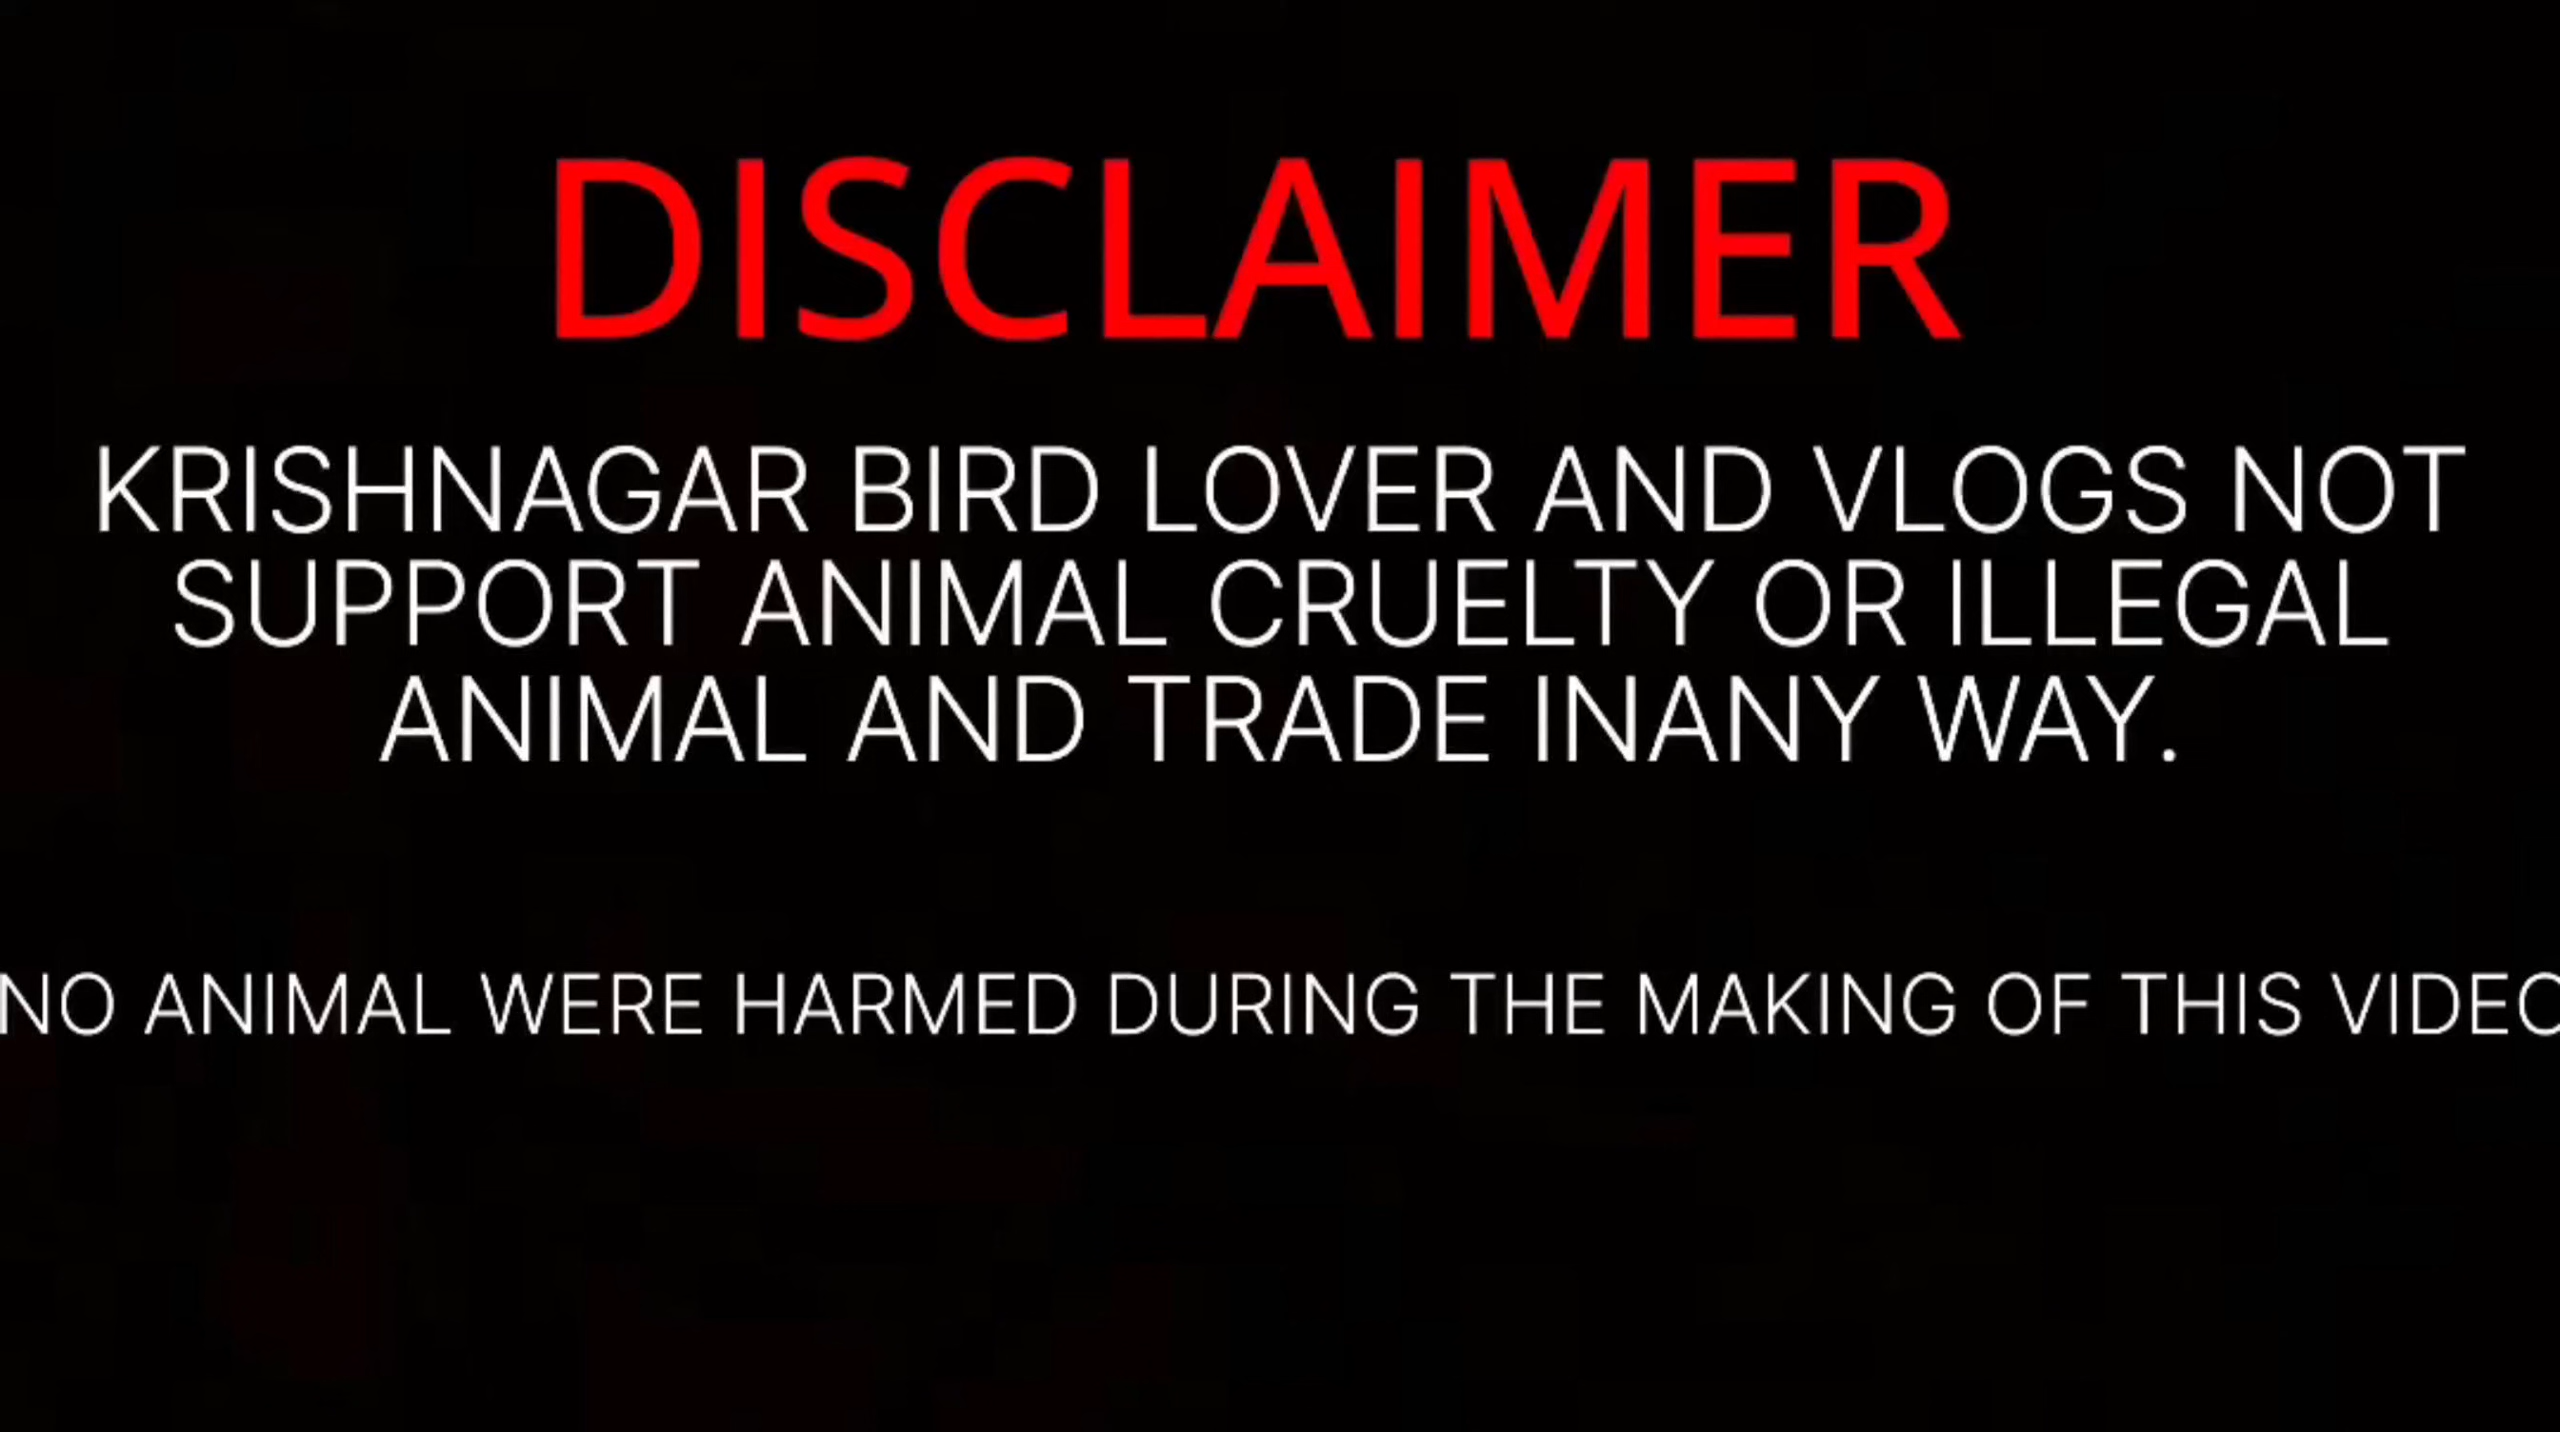 DISCLAIMER
KRISHNAGAR BIRD LOVER AND VLOGS NOT
SUPPORT ANIMAL CRUELTY OR ILLEGAL
ANIMAL AND TRADE INANY WAY.
NO ANIMAL WERE HARMED DURING THE MAKING OF THIS VIDEO